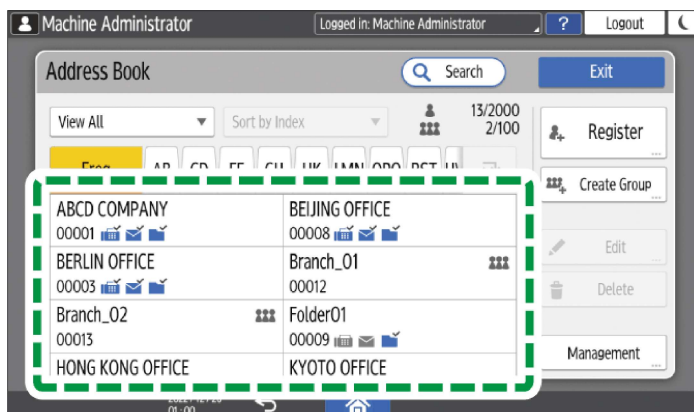 Machine Administrator
Logged in: Machine Administrator
?
Logout
Address Book
Search
Exit
View All
Sort by Index
13/2000
2/100
Register
Freq.
AB CD EF GH IJK LMN OPQ RST
Create Group
ABCD COMPANY
00001
BEIJING OFFICE
00008
BERLIN OFFICE
00003
Branch_01
00012
Edit
Branch_02
00013
Folder01
00009
Delete
HONG KONG OFFICE
KYOTO OFFICE
Management
01:00